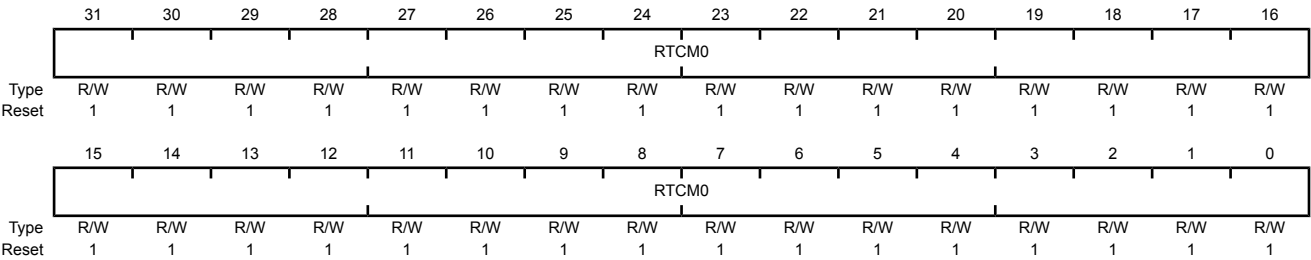 31 30 29 28 27 26 25 24 23 22 21 20 19 18 17 16
RTCM0
Type R/W R/W R/W R/W R/W R/W R/W R/W R/W R/W R/W R/W R/W R/W R/W R/W
Reset 1 1 1 1 1 1 1 1 1 1 1 1 1 1 1 1
15 14 13 12 11 10 9 8 7 6 5 4 3 2 1 0
RTCM0
Type R/W R/W R/W R/W R/W R/W R/W R/W R/W R/W R/W R/W R/W R/W R/W R/W
Reset 1 1 1 1 1 1 1 1 1 1 1 1 1 1 1 1